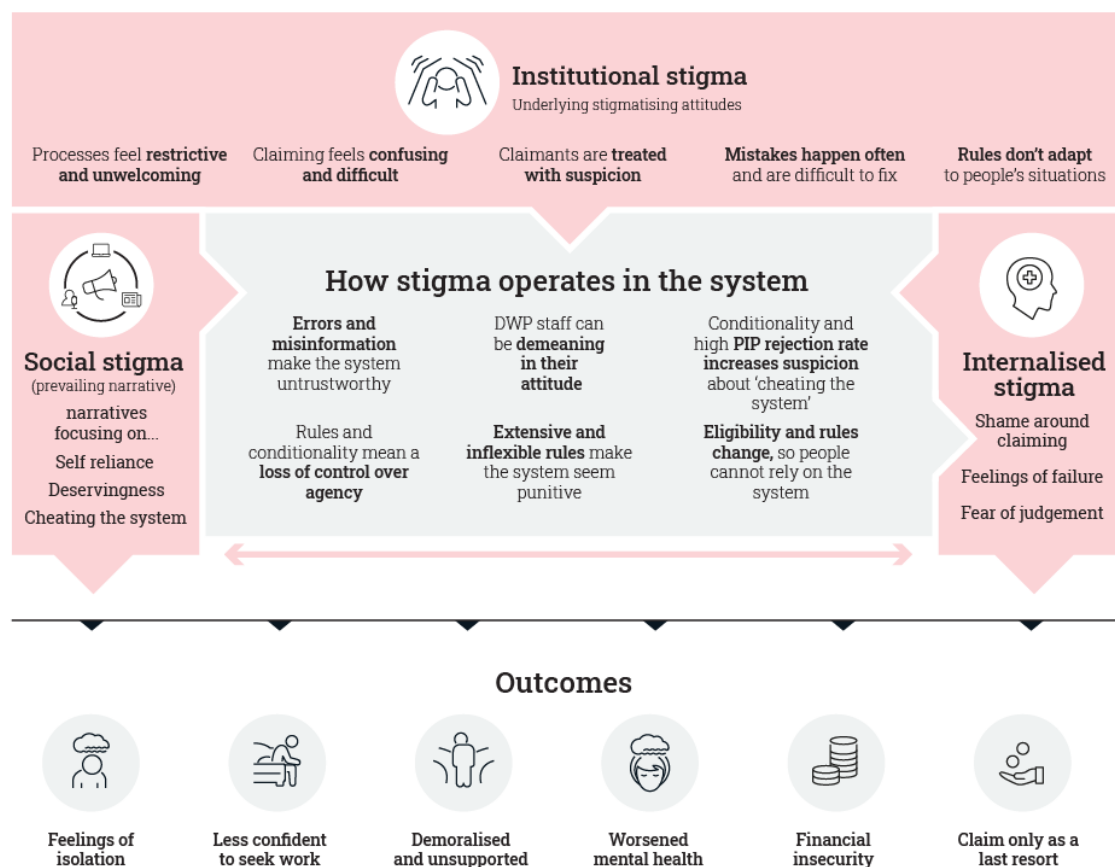 Institutional stigma
Underlying stigmatising attitudes
Processes feel restrictive
and unwelcoming
Claiming feels confusing
and difficult
Claimants are treated
with suspicion
Mistakes happen often
and are difficult to fix
Rules don't adapt
to people's situations
Social stigma
(prevailing narrative)
narratives
focusing on...
Self reliance
Deservingness
Cheating the system
How stigma operates in the system
Errors and
misinformation
make the system
untrustworthy
DWP staff can
be demeaning
in their
attitude
Conditionality and
high PIP rejection rate
increases suspicion
about ‘cheating the
system’
Rules and
conditionality mean a
loss of control over
agency
Extensive and
inflexible rules make
the system seem
punitive
Eligibility and rules
change, so people
cannot rely on the
system
Internalised
stigma
Shame around
claiming
Feelings of failure
Fear of judgement
Outcomes
Feelings of
isolation
Less confident
to seek work
Demoralised
and unsupported
Worsened
mental health
Financial
insecurity
Claim only as a
last resort